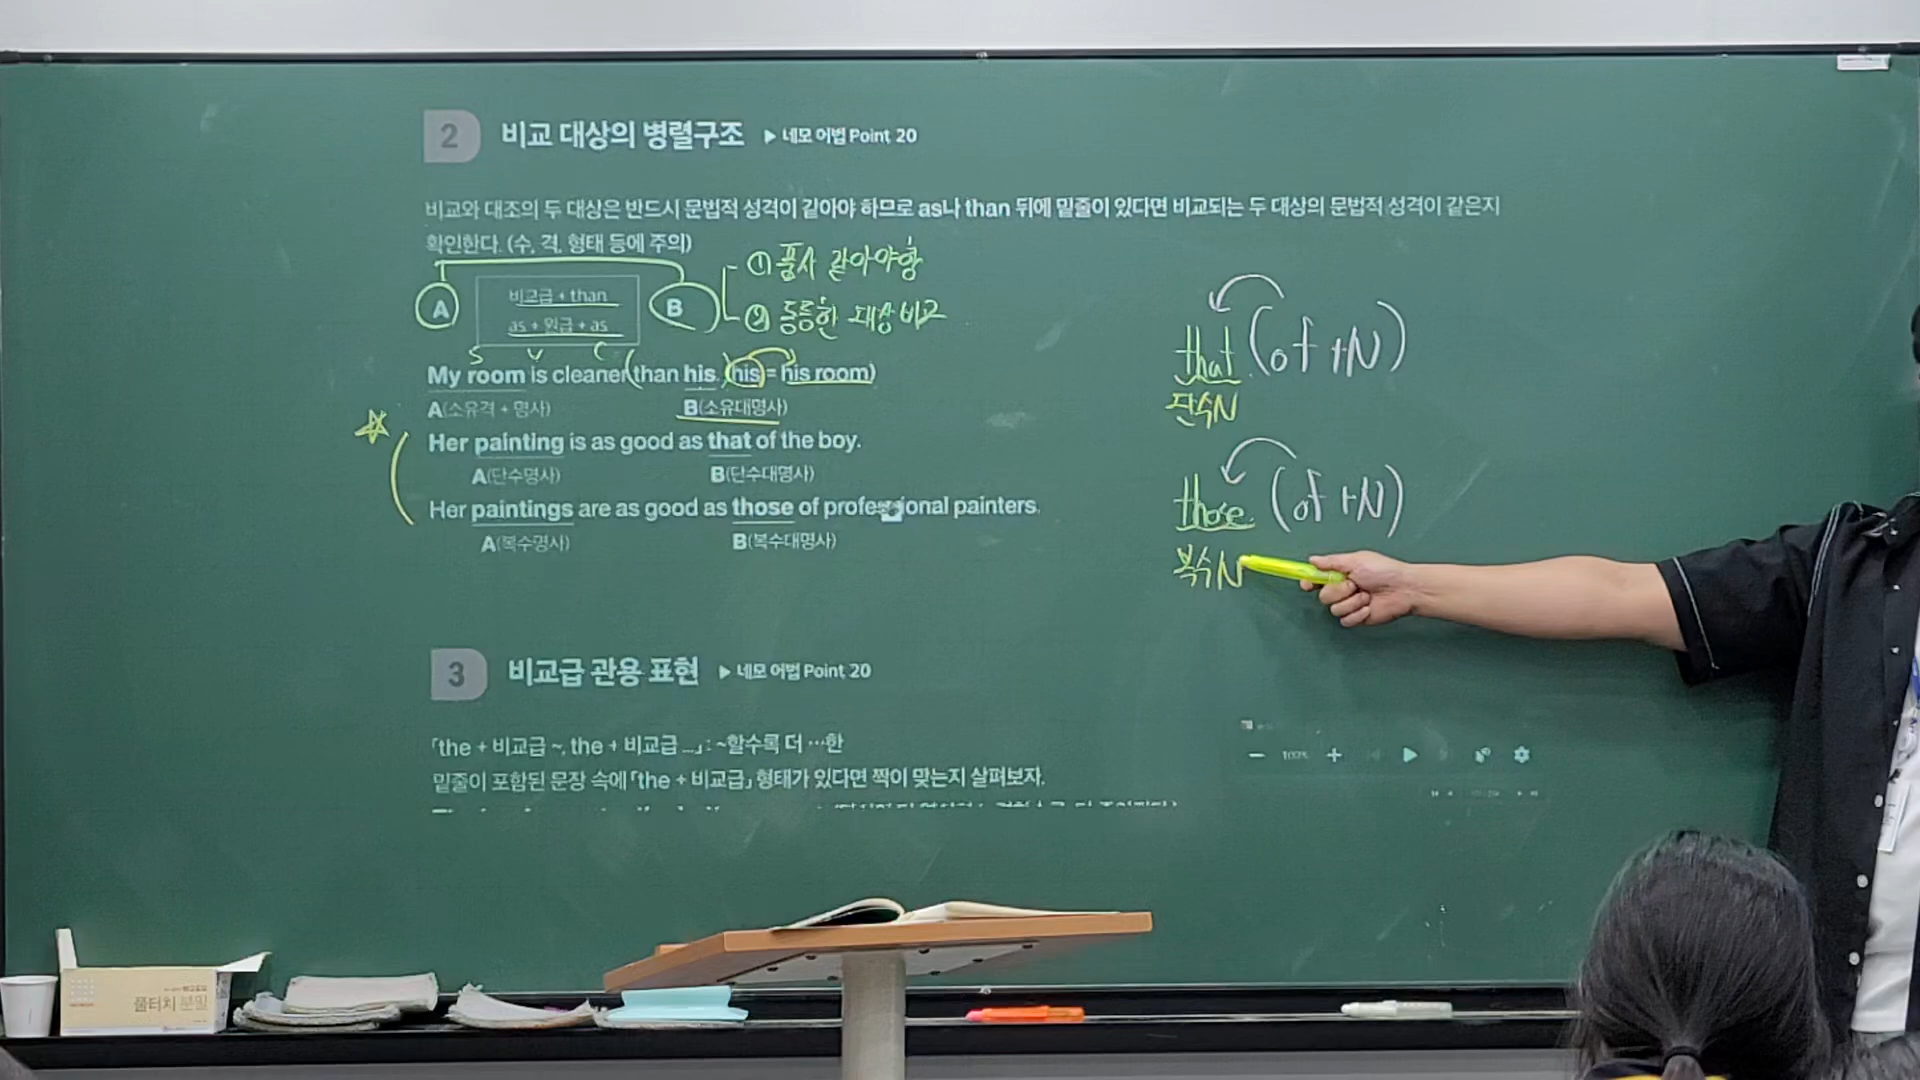 2 비교 대상의 병렬구조 ▶ 네모 어법 Point 20
비교와 대조의 두 대상은 반드시 문법적 성격이 같아야 하므로 as나 than 뒤에 밑줄이 있다면 비교되는 두 대상의 문법적 성격이 같은지
확인한다. (수, 격, 형태 등에 주의)
① 품사 같아야함
A 비교급 + than B
as + 원급 + as
② 동등한 대상 비교
S V C
My room is cleaner than his. (his = his room)
A(소유격 + 명사) B(소유대명사)
Her painting is as good as that of the boy.
A(단수명사) B(단수대명사)
Her paintings are as good as those of professional painters.
A(복수명사) B(복수대명사)
that (of +N)
단수N
those (of +N)
복수N
3 비교급 관용 표현 ▶ 네모 어법 Point 20
「the + 비교급 ~, the + 비교급 ...」 : ~할수록 더 …한
밑줄이 포함된 문장 속에 「the + 비교급」 형태가 있다면 짝이 맞는지 살펴보자.
100%
풀터치 분필